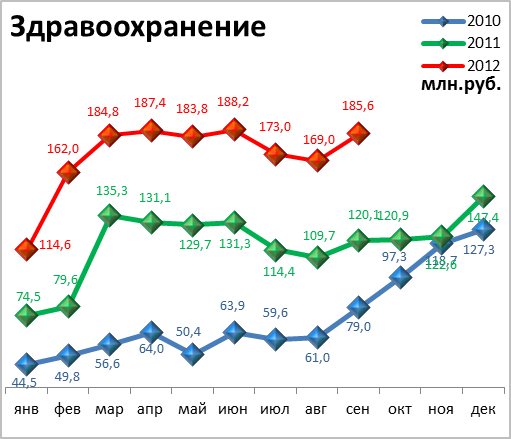 Здравоохранение
2010
2011
2012
млн.руб.
184,8 187,4 183,8 188,2 173,0 169,0 185,6
162,0
114,6
135,3 131,1 129,7 131,3 114,4 109,7 120,1 120,9 122,6 147,4
74,5 79,6
44,5 49,8 56,6 64,0 50,4 63,9 59,6 61,0 79,0 97,3 118,7 127,3
янв фев мар апр май июн июл авг сен окт ноя дек